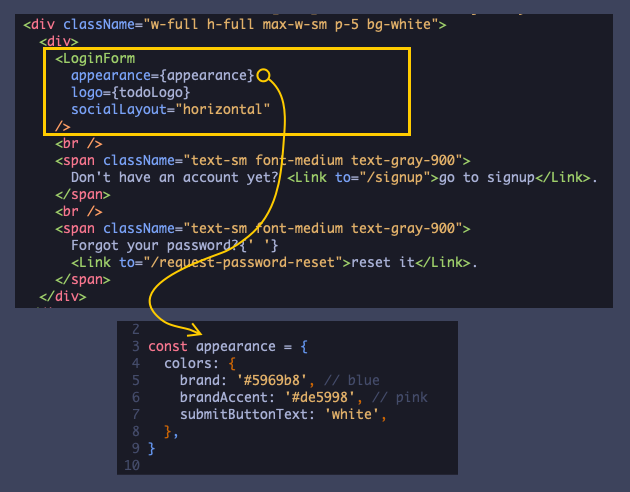 <div className="w-full h-full max-w-sm p-5 bg-white">
<div>
<LoginForm
appearance={appearance}
logo={todoLogo}
socialLayout="horizontal"
/>
<br />
<span className="text-sm font-medium text-gray-900">
Don't have an account yet? <Link to="/signup">go to signup</Link>.
</span>
<br />
<span className="text-sm font-medium text-gray-900">
Forgot your password?{' '}
<Link to="/request-password-reset">reset it</Link>.
</span>
</div>
2
3 const appearance = {
4 colors: {
5 brand: '#5969b8', // blue
6 brandAccent: '#de5998', // pink
7 submitButtonText: 'white',
8 },
9 }
10